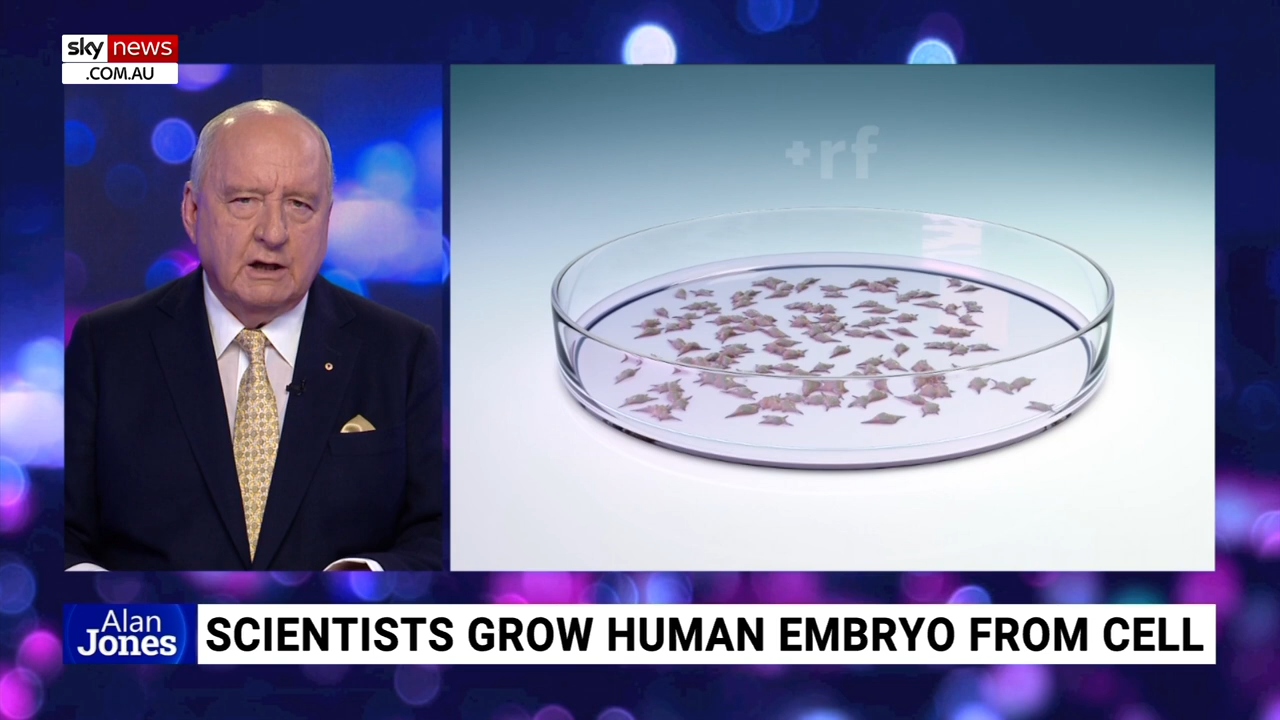 sky news
.COM.AU
+rf
Alan
Jones
SCIENTISTS GROW HUMAN EMBRYO FROM CELL